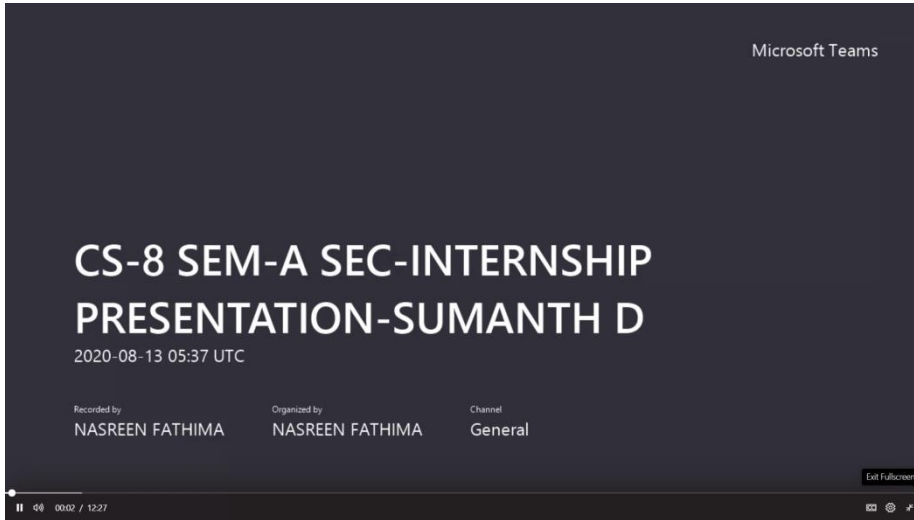 Microsoft Teams
CS-8 SEM-A SEC-INTERNSHIP
PRESENTATION-SUMANTH D
2020-08-13 05:37 UTC
Recorded by
NASREEN FATHIMA
Organized by
NASREEN FATHIMA
Channel
General
Exit Fullscreen
00:02 / 12:27
CC